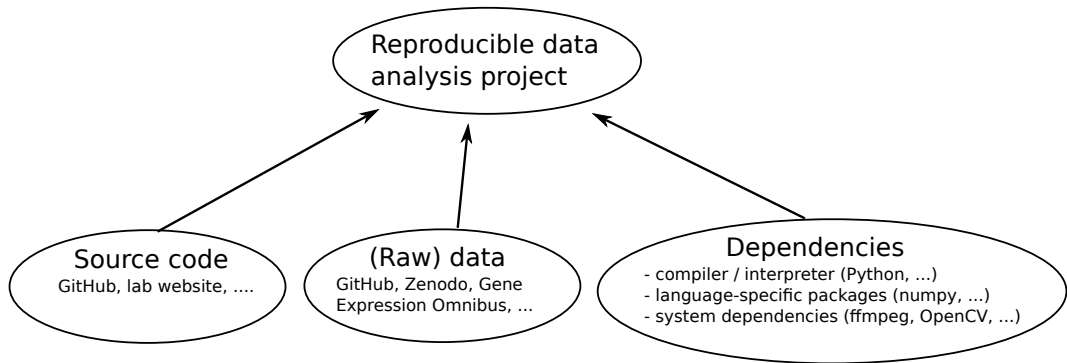 Reproducible data
analysis project
Source code
GitHub, lab website, ....
(Raw) data
GitHub, Zenodo, Gene
Expression Omnibus, ...
Dependencies
- compiler / interpreter (Python, ...)
- language-specific packages (numpy, ...)
- system dependencies (ffmpeg, OpenCV, ...)